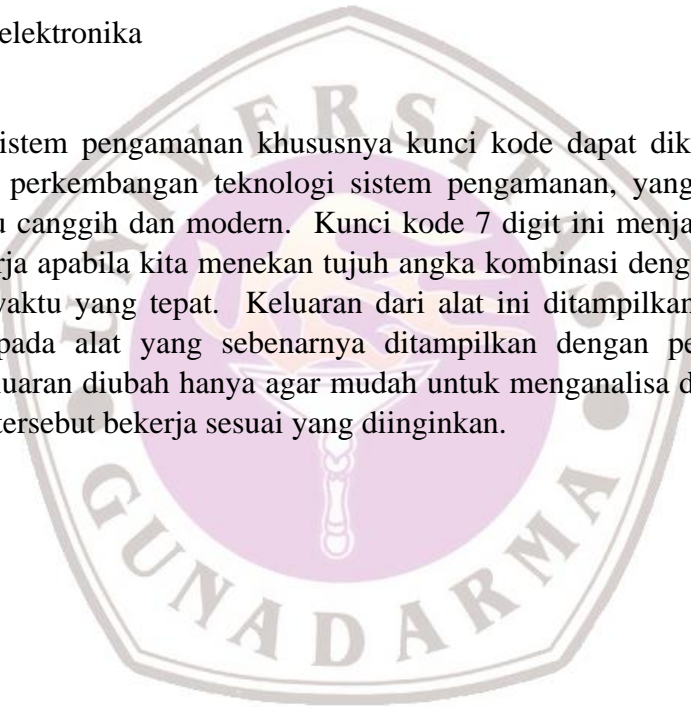 elektronika
sistem pengamanan khususnya kunci kode dapat dik
perkembangan teknologi sistem pengamanan, yang
u canggih dan modern. Kunci kode 7 digit ini menja
rja apabila kita menekan tujuh angka kombinasi deng
waktu yang tepat. Keluaran dari alat ini ditampilkan
pada alat yang sebenarnya ditampilkan dengan pe
luaran diubah hanya agar mudah untuk menganalisa d
tersebut bekerja sesuai yang diinginkan.
UNIVERSITAS
GUNADARMA